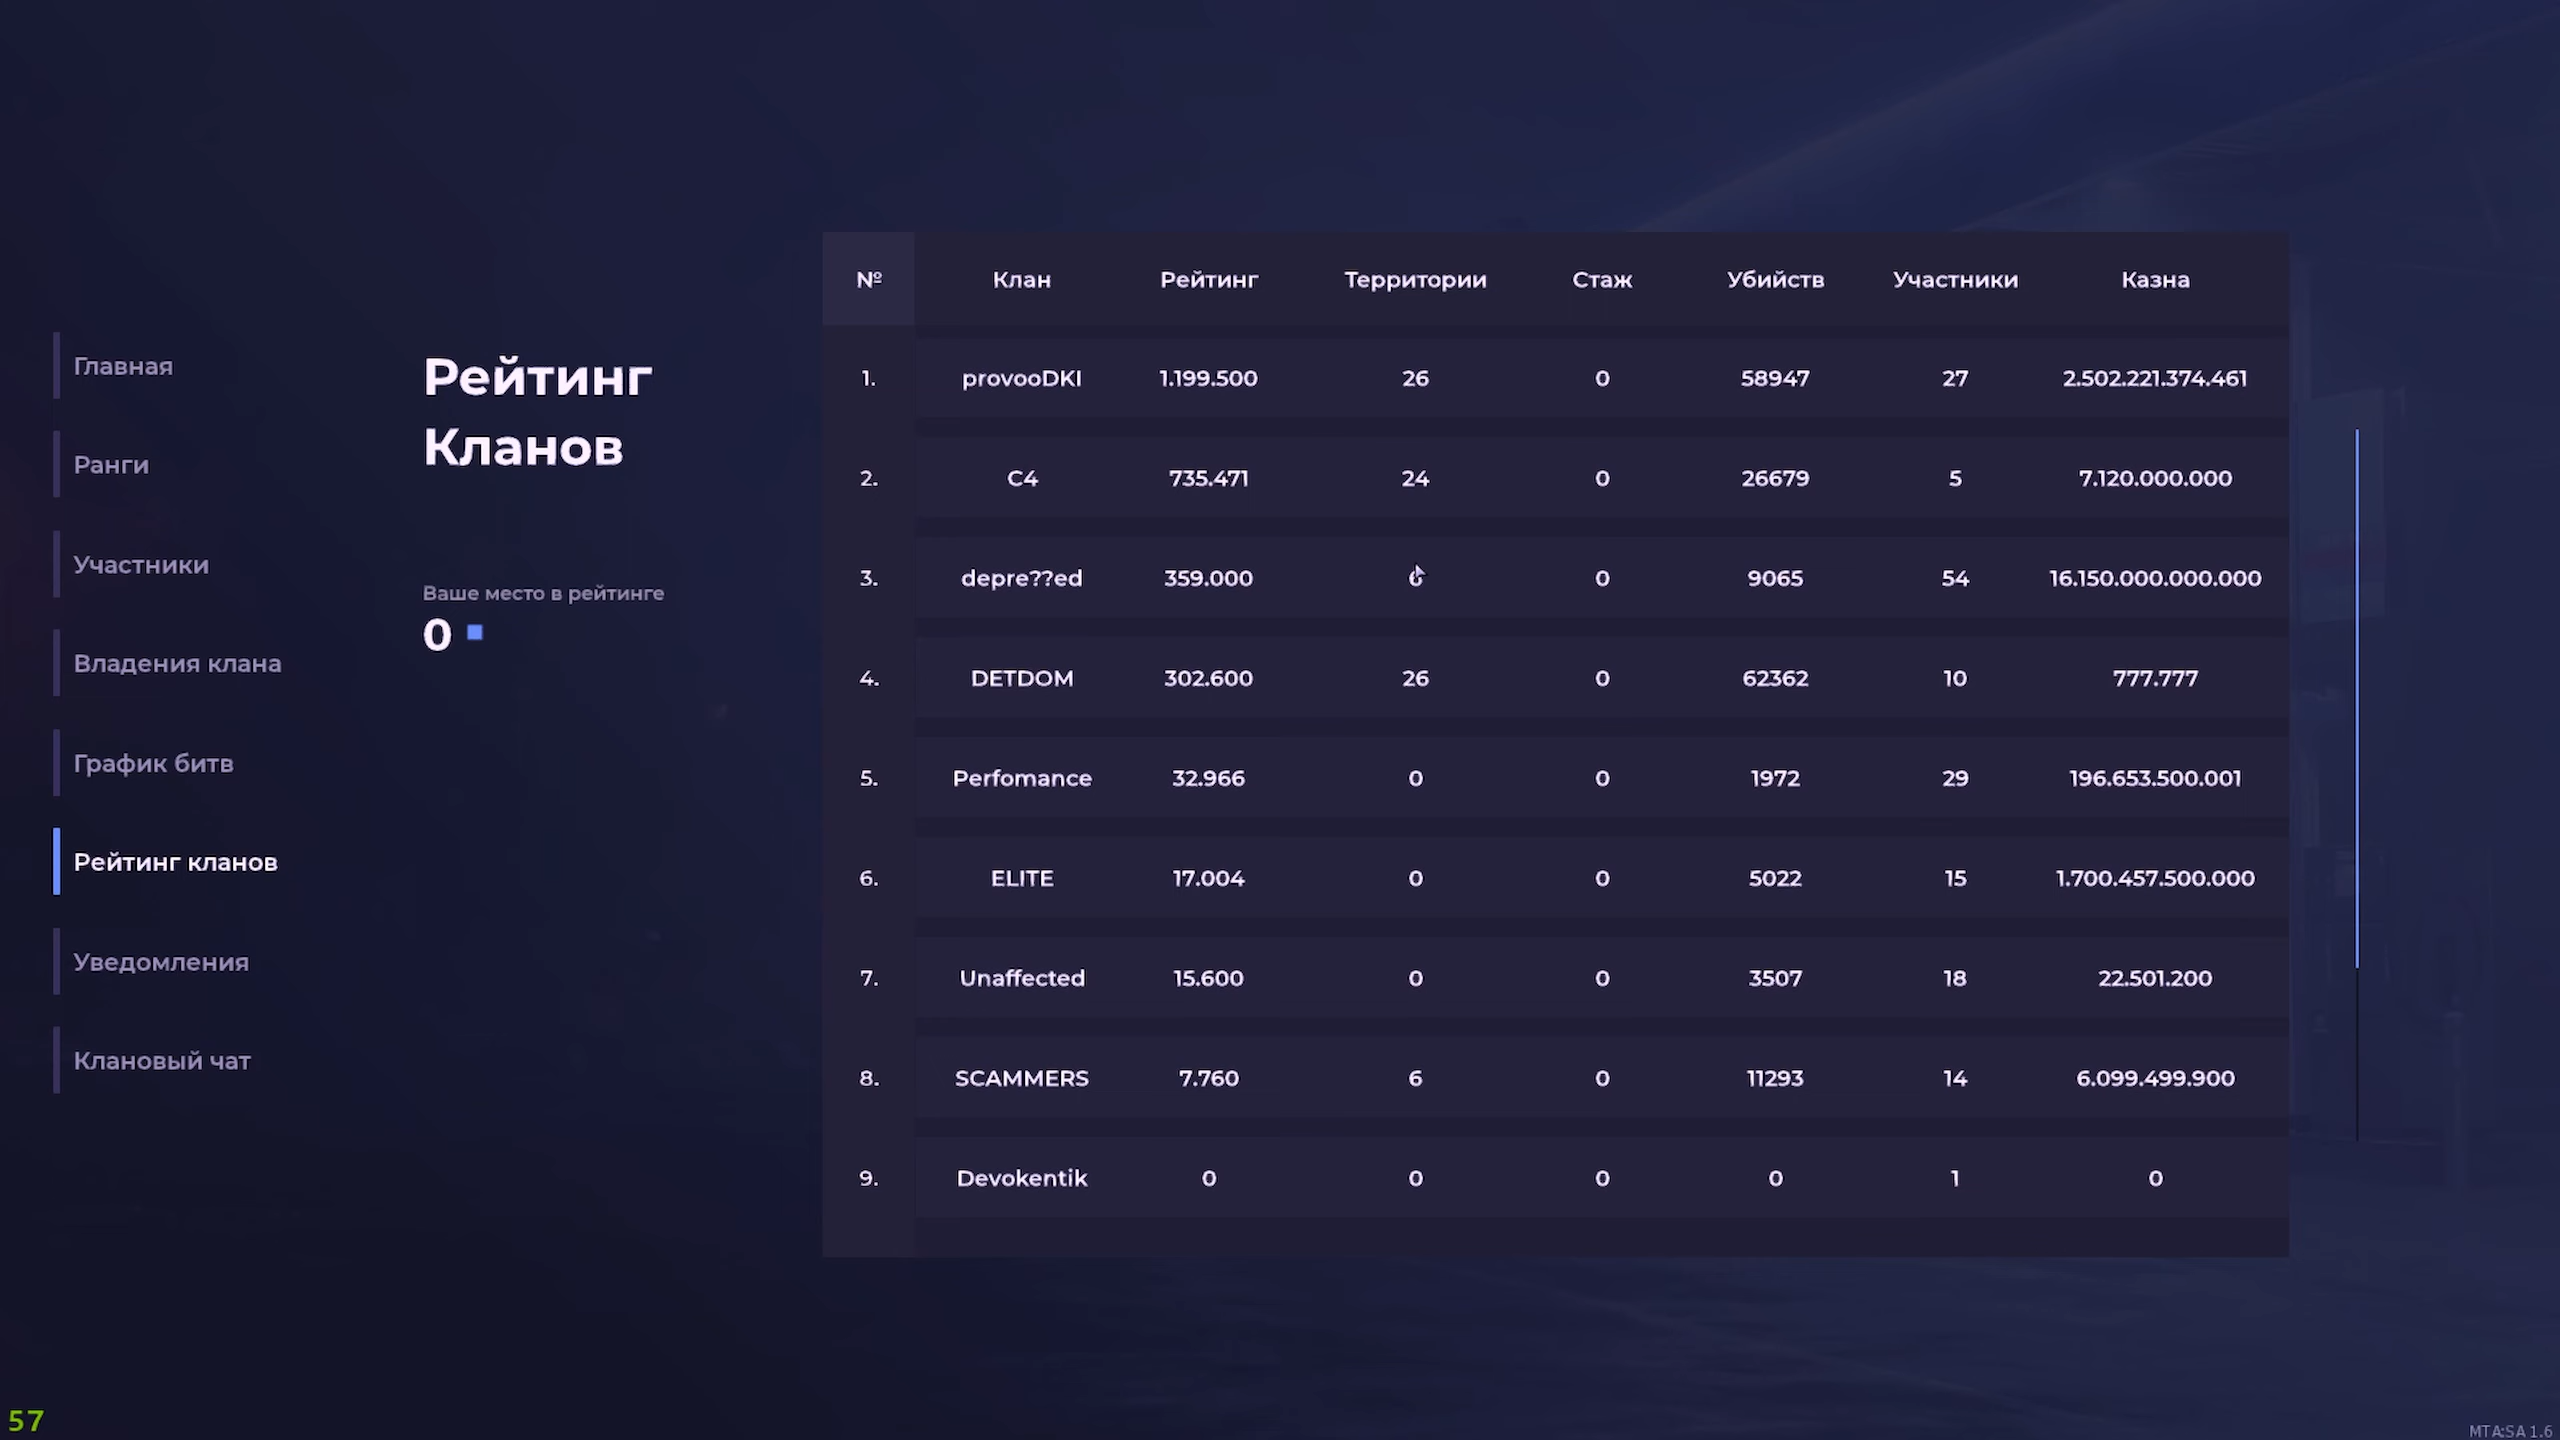 Главная
Ранги
Участники
Владения клана
График битв
Рейтинг кланов
Уведомления
Клановый чат
Рейтинг
Кланов
Ваше место в рейтинге
0
№ Клан Рейтинг Территории Стаж Убийств Участники Казна
1. provooDKI 1.199.500 26 0 58947 27 2.502.221.374.461
2. C4 735.471 24 0 26679 5 7.120.000.000
3. depre??ed 359.000 0 9065 54 16.150.000.000.000
4. DETDOM 302.600 26 0 62362 10 777.777
5. Perfomance 32.966 0 0 1972 29 196.653.500.001
6. ELITE 17.004 0 0 5022 15 1.700.457.500.000
7. Unaffected 15.600 0 0 3507 18 22.501.200
8. SCAMMERS 7.760 6 0 11293 14 6.099.499.900
9. Devokentik 0 0 0 0 1 0
57
MTA:SA 1.6